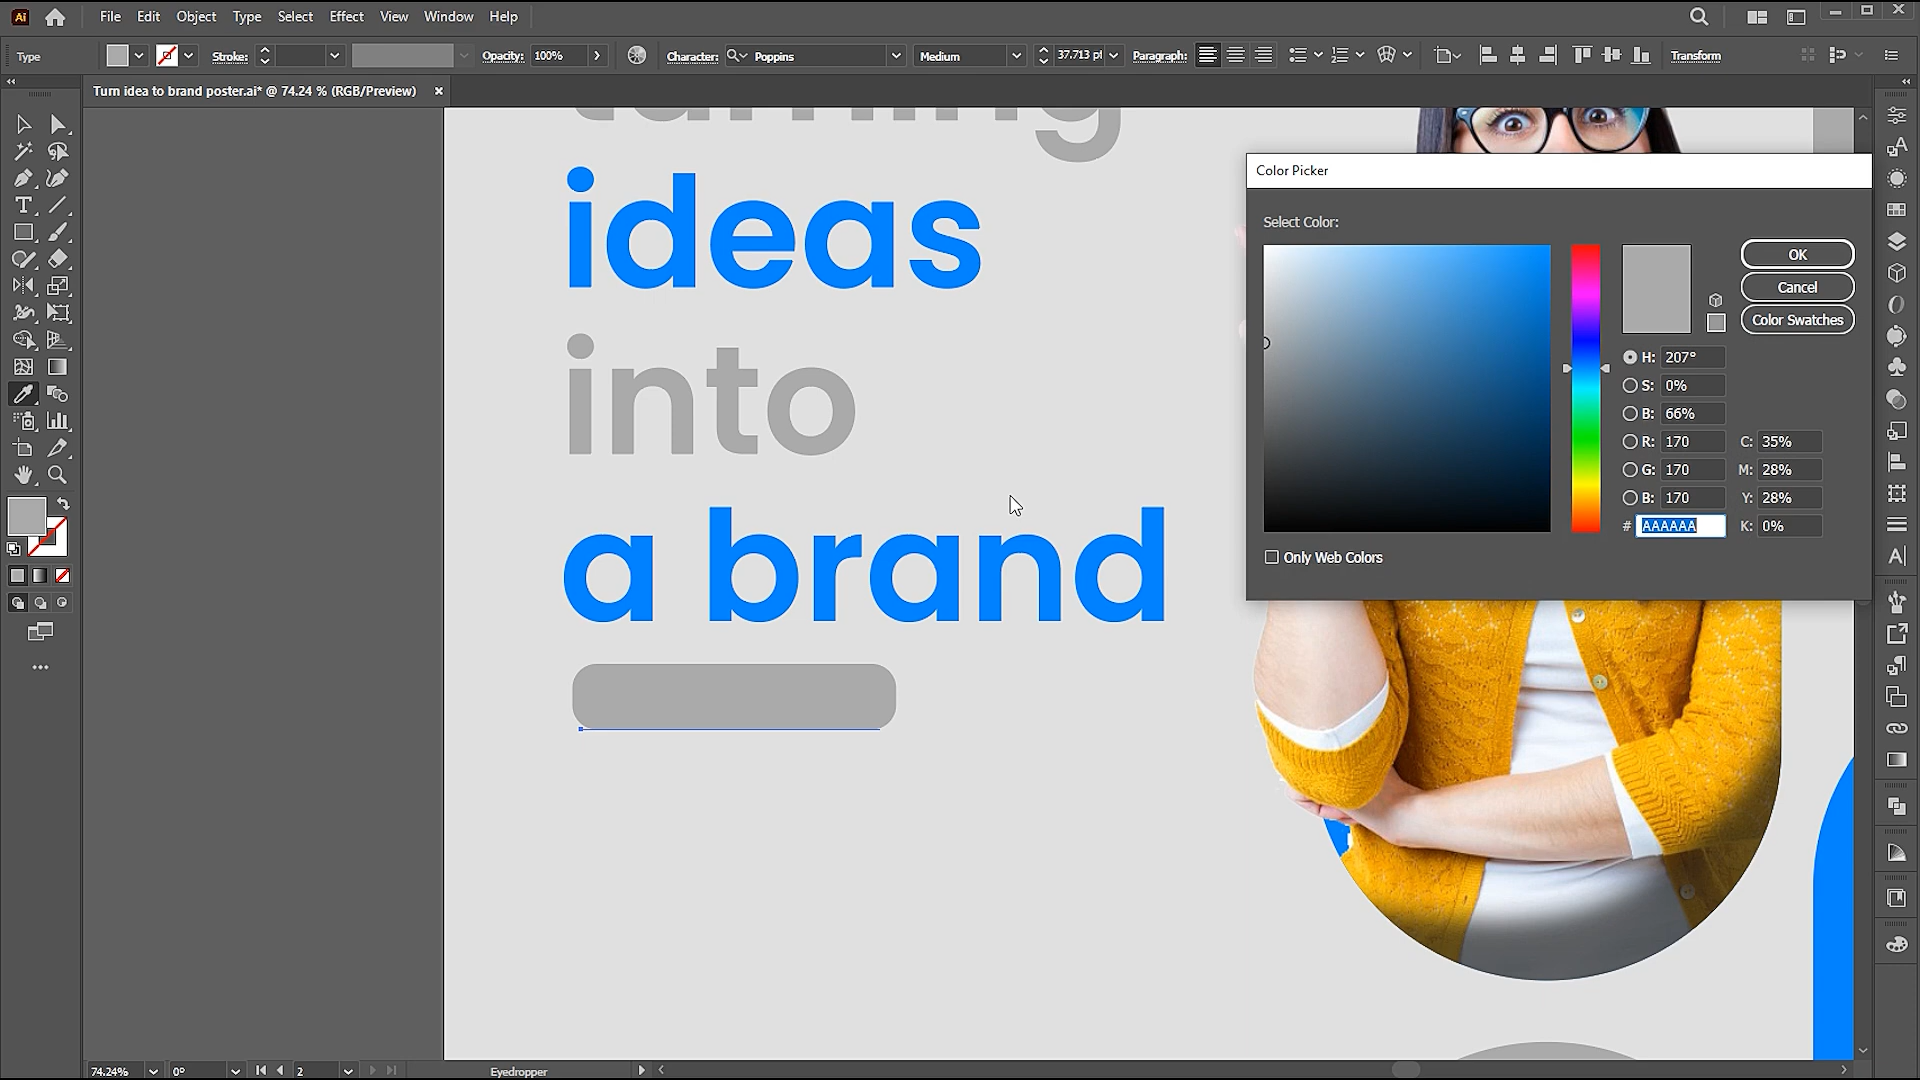 Ai File Edit Object Type Select Effect View Window Help
Type Stroke: Opacity: 100% Character: Poppins Medium 37.713 pt Paragraph: Transform
Turn idea to brand poster.ai* @ 74.24 % (RGB/Preview) ×
turning
ideas
into
a brand
Color Picker
Select Color:
OK
Cancel
Color Swatches
H: 207°
S: 0%
B: 66%
R: 170 C: 35%
G: 170 M: 28%
B: 170 Y: 28%
# AAAAAA K: 0%
Only Web Colors
74.24% 0° 2 Eyedropper